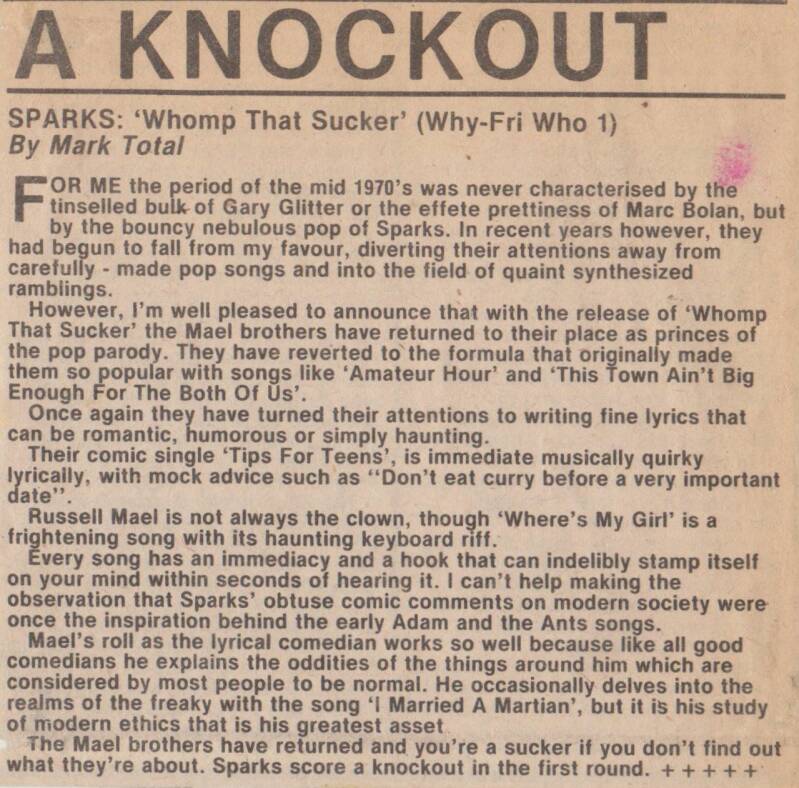 A KNOCKOUT
SPARKS: ‘Whomp That Sucker’ (Why-Fri Who 1)
By Mark Total
FOR ME the period of the mid 1970’s was never characterised by the
tinselled bulk of Gary Glitter or the effete prettiness of Marc Bolan, but
by the bouncy nebulous pop of Sparks. In recent years however, they
had begun to fall from my favour, diverting their attentions away from
carefully - made pop songs and into the field of quaint synthesized
ramblings.
However, I’m well pleased to announce that with the release of ‘Whomp
That Sucker’ the Mael brothers have returned to their place as princes of
the pop parody. They have reverted to the formula that originally made
them so popular with songs like ‘Amateur Hour’ and ‘This Town Ain’t Big
Enough For The Both Of Us’.
Once again they have turned their attentions to writing fine lyrics that
can be romantic, humorous or simply haunting.
Their comic single ‘Tips For Teens’, is immediate musically quirky
lyrically, with mock advice such as “Don’t eat curry before a very important
date”.
Russell Mael is not always the clown, though ‘Where’s My Girl’ is a
frightening song with its haunting keyboard riff.
Every song has an immediacy and a hook that can indelibly stamp itself
on your mind within seconds of hearing it. I can’t help making the
observation that Sparks’ obtuse comic comments on modern society were
once the inspiration behind the early Adam and the Ants songs.
Mael’s roll as the lyrical comedian works so well because like all good
comedians he explains the oddities of the things around him which are
considered by most people to be normal. He occasionally delves into the
realms of the freaky with the song ‘I Married A Martian’, but it is his study
of modern ethics that is his greatest asset
The Mael brothers have returned and you’re a sucker if you don’t find out
what they’re about. Sparks score a knockout in the first round. + + + + +